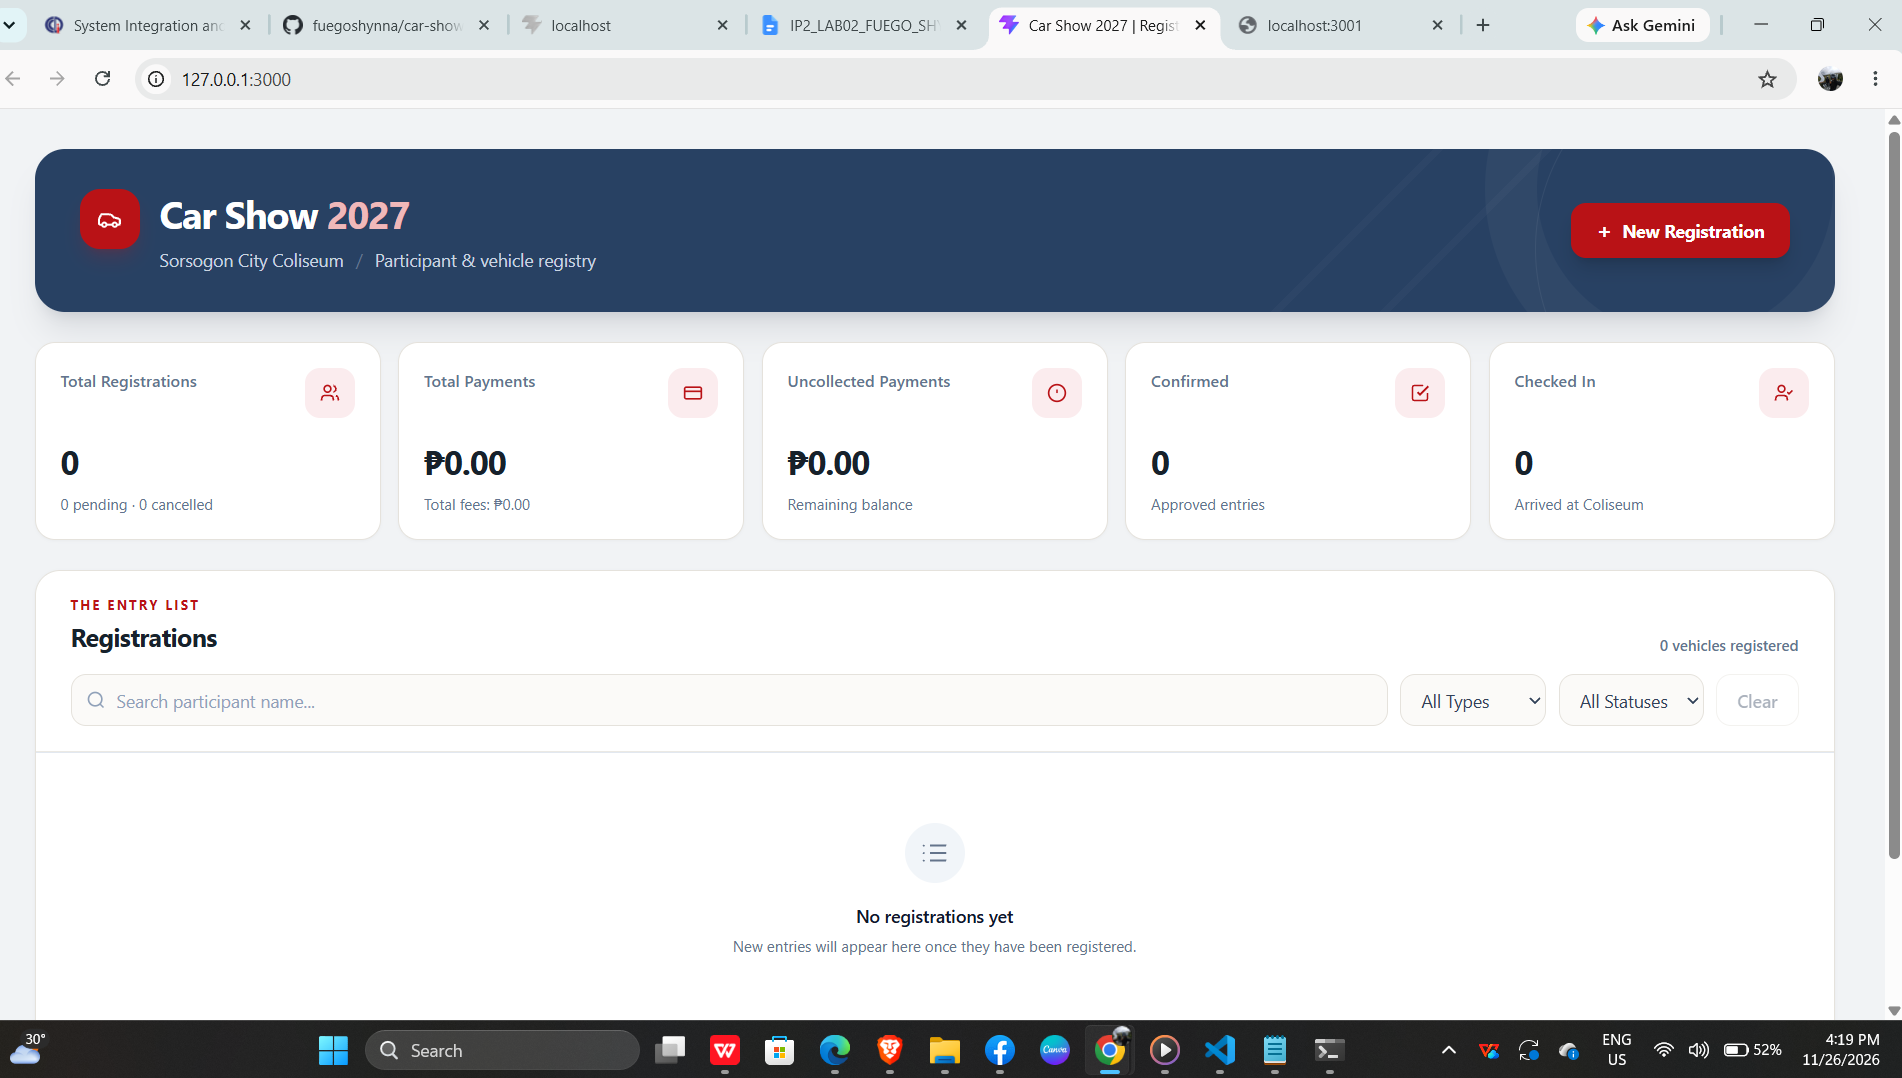 System Integration and
fuegoshynna/car-show
localhost
IP2_LAB02_FUEGO_SHY
Car Show 2027 | Regist
localhost:3001
Ask Gemini
127.0.0.1:3000
Car Show 2027
Sorsogon City Coliseum / Participant & vehicle registry
+ New Registration
Total Registrations
0
0 pending · 0 cancelled
Total Payments
₱0.00
Total fees: ₱0.00
Uncollected Payments
₱0.00
Remaining balance
Confirmed
0
Approved entries
Checked In
0
Arrived at Coliseum
THE ENTRY LIST
Registrations
0 vehicles registered
Search participant name...
All Types
All Statuses
Clear
No registrations yet
New entries will appear here once they have been registered.
30°
Search
Canva
ENG
US
52%
4:19 PM
11/26/2026